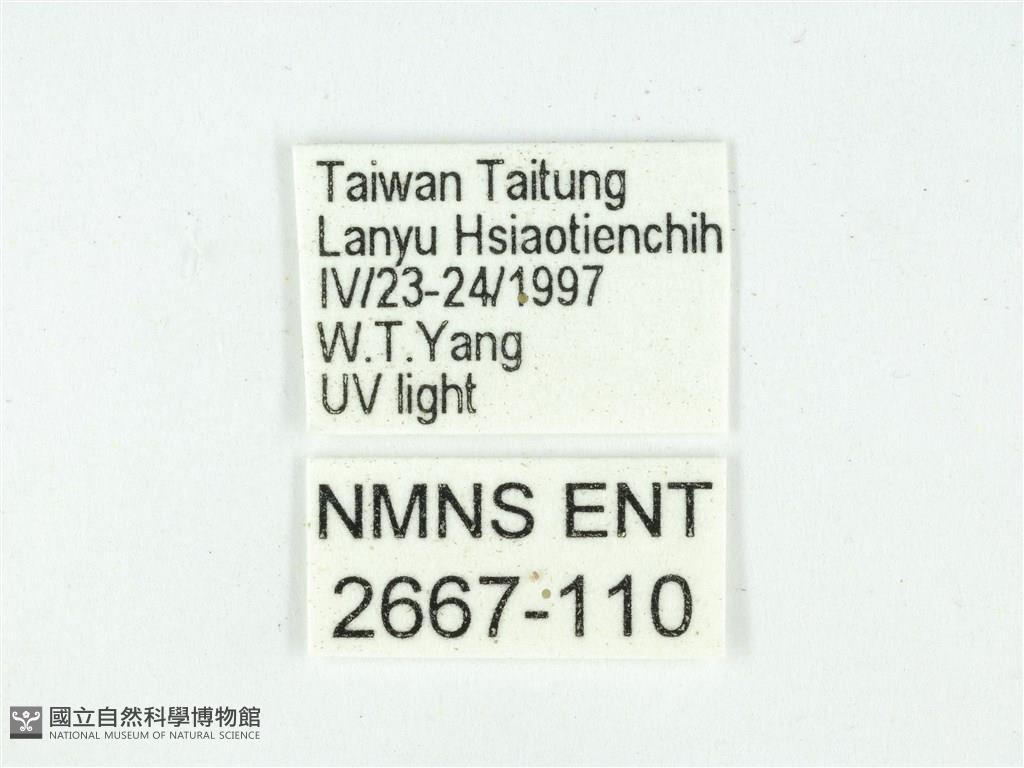 Taiwan Taitung
Lanyu Hsiaotienchih
IV/23-24/1997
W.T.Yang
UV light
NMNS ENT
2667-110
國立自然科學博物館
NATIONAL MUSEUM OF NATURAL SCIENCE